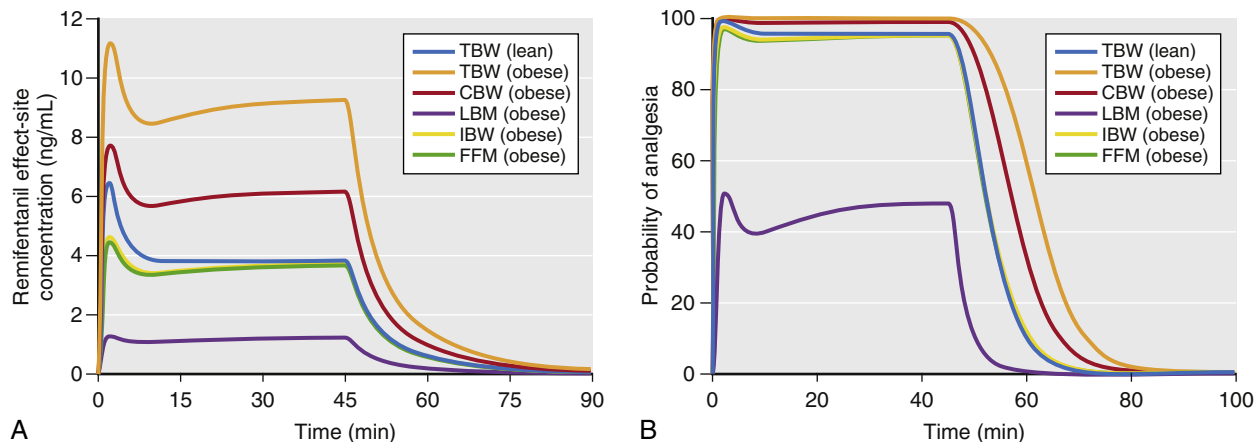 12
10
8
6
4
2
0
0
15
30
45
60
75
90
Remifentanil effect-site
concentration (ng/mL)
Time (min)
TBW (lean)
TBW (obese)
CBW (obese)
LBM (obese)
IBW (obese)
FFM (obese)
A
100
80
60
40
20
0
0
20
40
60
80
100
Probability of analgesia
Time (min)
TBW (lean)
TBW (obese)
CBW (obese)
LBM (obese)
IBW (obese)
FFM (obese)
B